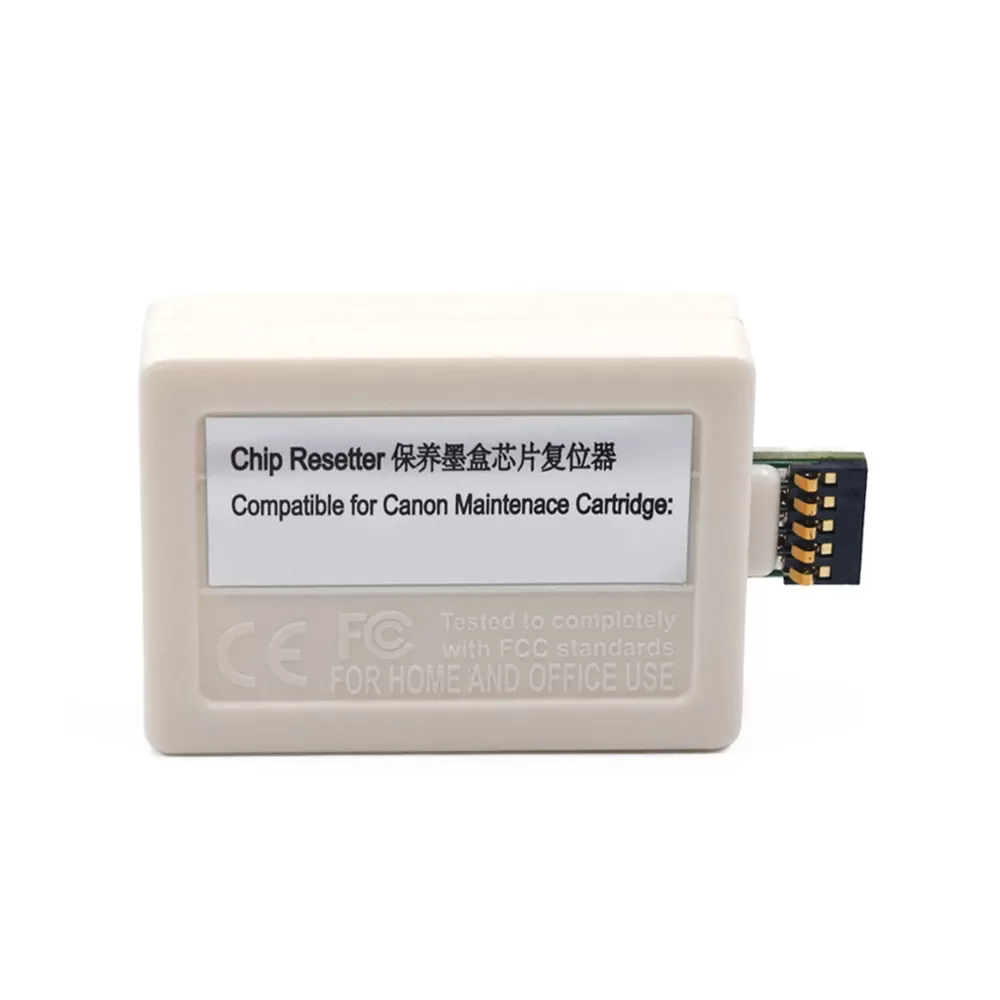 Chip Resetter 保养墨盒芯片复位器
Compatible for Canon Maintenace Cartridge:
CE FC Tested to completely
with FCC standards
FOR HOME AND OFFICE USE